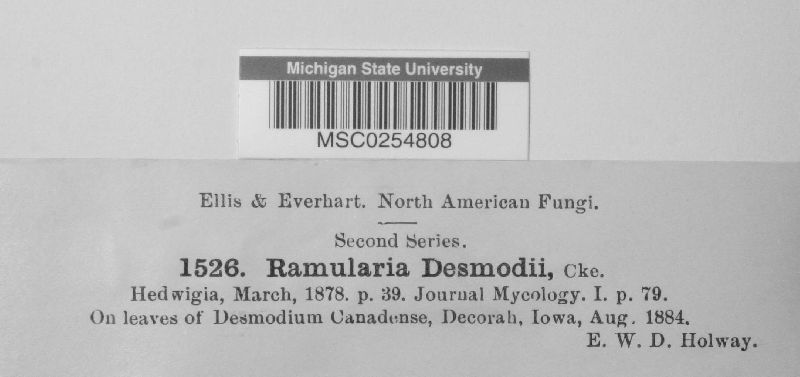 Michigan State University
MSC0254808
Ellis & Everhart. North American Fungi.
Second Series.
1526. Ramularia Desmodii, Cke.
Hedwigia, March, 1878. p. 39. Journal Mycology. I. p. 79.
On leaves of Desmodium Canadense, Decorah, Iowa, Aug. 1884.
E. W. D. Holway.